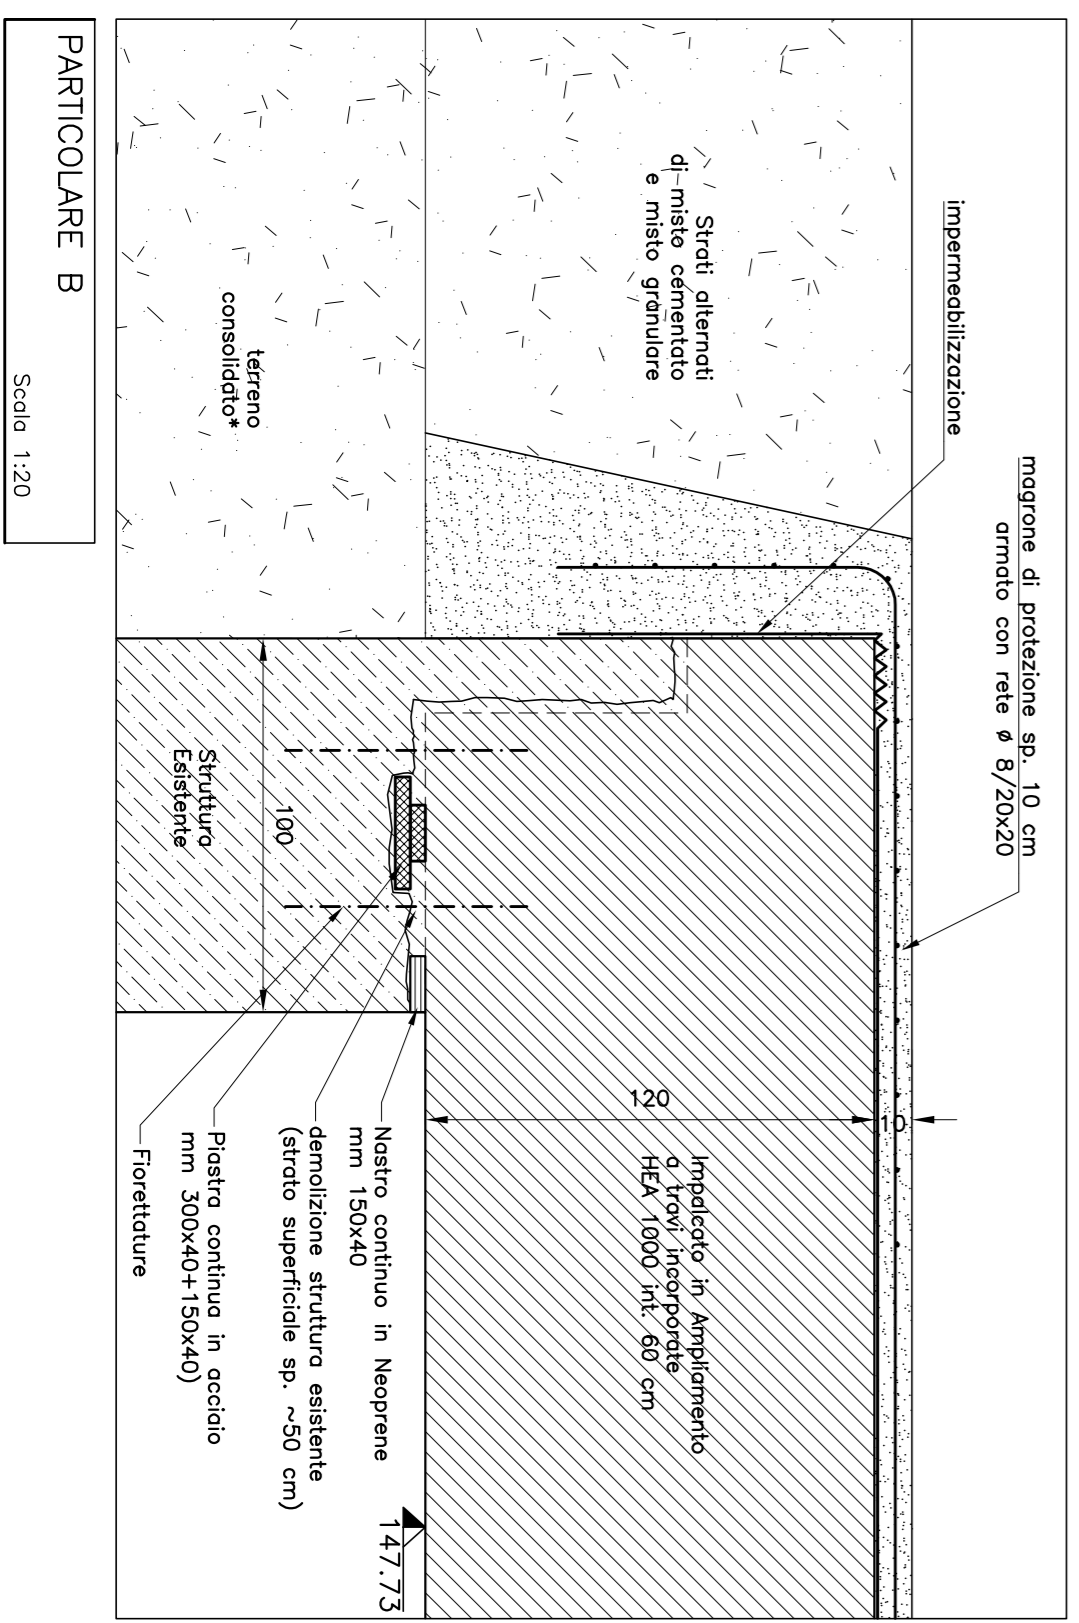 magrone di protezione sp. 10 cm
armato con rete ø 8/20x20
impermeabilizzazione
Strati alternati
di misto cementato
e misto granulare
terreno
consolidato*
120
10
Impalcato in Ampliamento
a travi incorporate
HEA 1000 int. 60 cm
147.73
100
Struttura
Esistente
Nastro continuo in Neoprene
mm 150x40
demolizione struttura esistente
(strato superficiale sp. ~50 cm)
Piastra continua in acciaio
mm 300x40+150x40)
Fiorettature
PARTICOLARE B
Scala 1:20